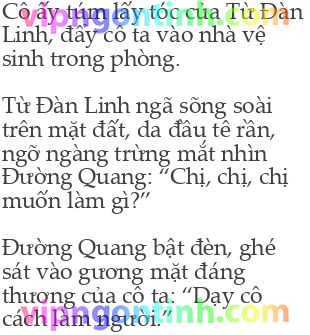 Cô ấy túm lấy tóc của Từ Đàn
Linh, đẩy cô ta vào nhà vệ
sinh trong phòng.
Từ Đàn Linh ngã sõng soài
trên mặt đất, da đầu tê rần,
ngỡ ngàng trừng mắt nhìn
Đường Quang: “Chị, chị, chị
muốn làm gì?”
Đường Quang bật đèn, ghé
sát vào gương mặt đáng
thương của cô ta: “Dạy cô
cách làm người.”
vipngontinh.com
vipngontinh.com
vipngontinh.com